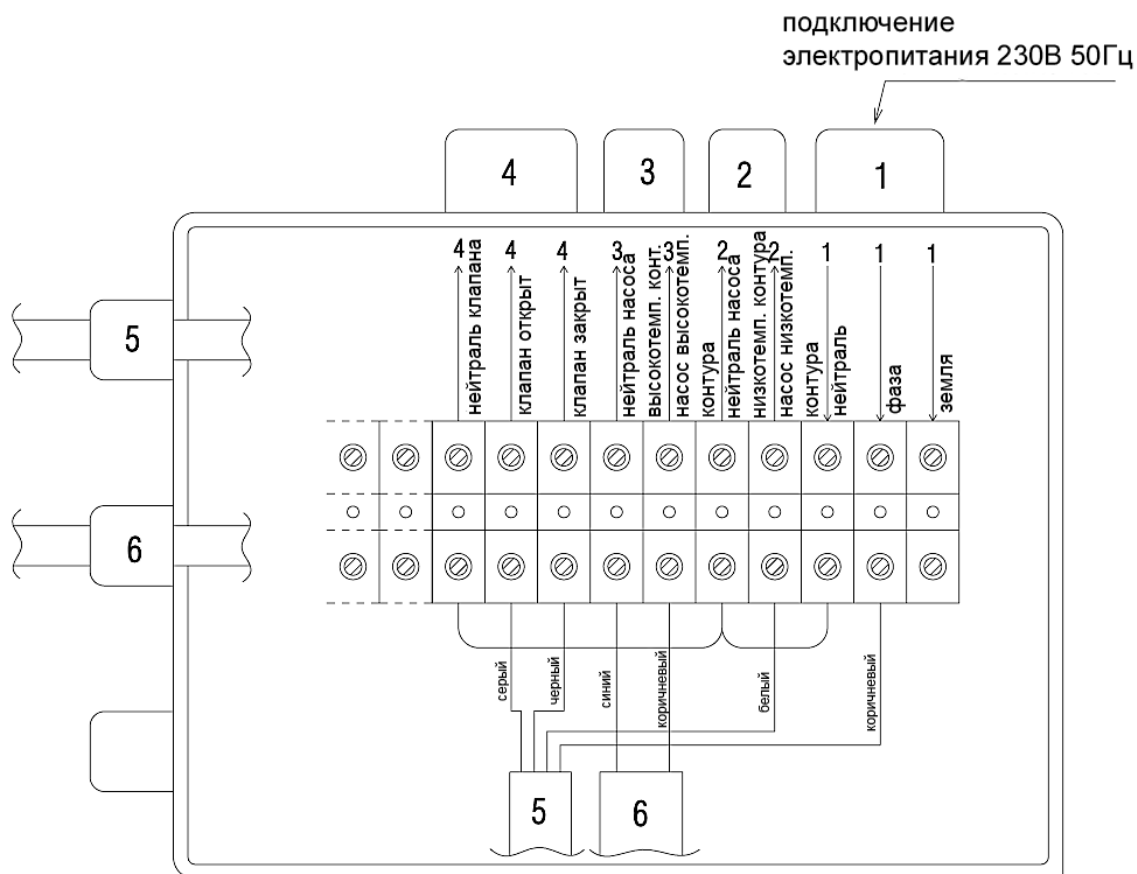 подключение
электропитания 230В 50Гц
4
3
2
1
4
4
4
3
3
2
2
1
1
1
нейтраль клапана
клапан открыт
клапан закрыт
нейтраль насоса
высокотемп. конт.
насос высокотемп.
контура
нейтраль насоса
низкотемп. контура
насос низкотемп.
контура
нейтраль
фаза
земля
5
6
серый
черный
синий
коричневый
белый
коричневый
5
6